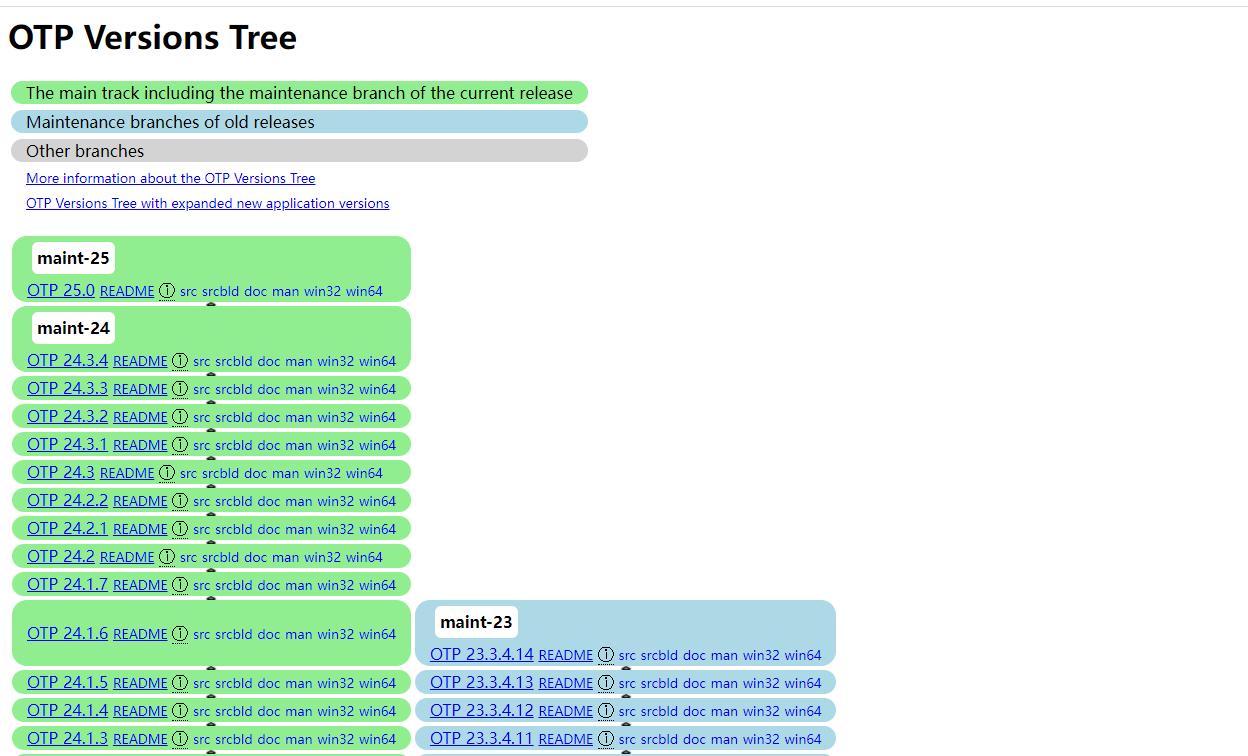 OTP Versions Tree
The main track including the maintenance branch of the current release
Maintenance branches of old releases
Other branches
More information about the OTP Versions Tree
OTP Versions Tree with expanded new application versions
maint-25
OTP 25.0 README ⓘ src srcbld doc man win32 win64
maint-24
OTP 24.3.4 README ⓘ src srcbld doc man win32 win64
OTP 24.3.3 README ⓘ src srcbld doc man win32 win64
OTP 24.3.2 README ⓘ src srcbld doc man win32 win64
OTP 24.3.1 README ⓘ src srcbld doc man win32 win64
OTP 24.3 README ⓘ src srcbld doc man win32 win64
OTP 24.2.2 README ⓘ src srcbld doc man win32 win64
OTP 24.2.1 README ⓘ src srcbld doc man win32 win64
OTP 24.2 README ⓘ src srcbld doc man win32 win64
OTP 24.1.7 README ⓘ src srcbld doc man win32 win64
OTP 24.1.6 README ⓘ src srcbld doc man win32 win64
maint-23
OTP 23.3.4.14 README ⓘ src srcbld doc man win32 win64
OTP 24.1.5 README ⓘ src srcbld doc man win32 win64
OTP 23.3.4.13 README ⓘ src srcbld doc man win32 win64
OTP 24.1.4 README ⓘ src srcbld doc man win32 win64
OTP 23.3.4.12 README ⓘ src srcbld doc man win32 win64
OTP 24.1.3 README ⓘ src srcbld doc man win32 win64
OTP 23.3.4.11 README ⓘ src srcbld doc man win32 win64